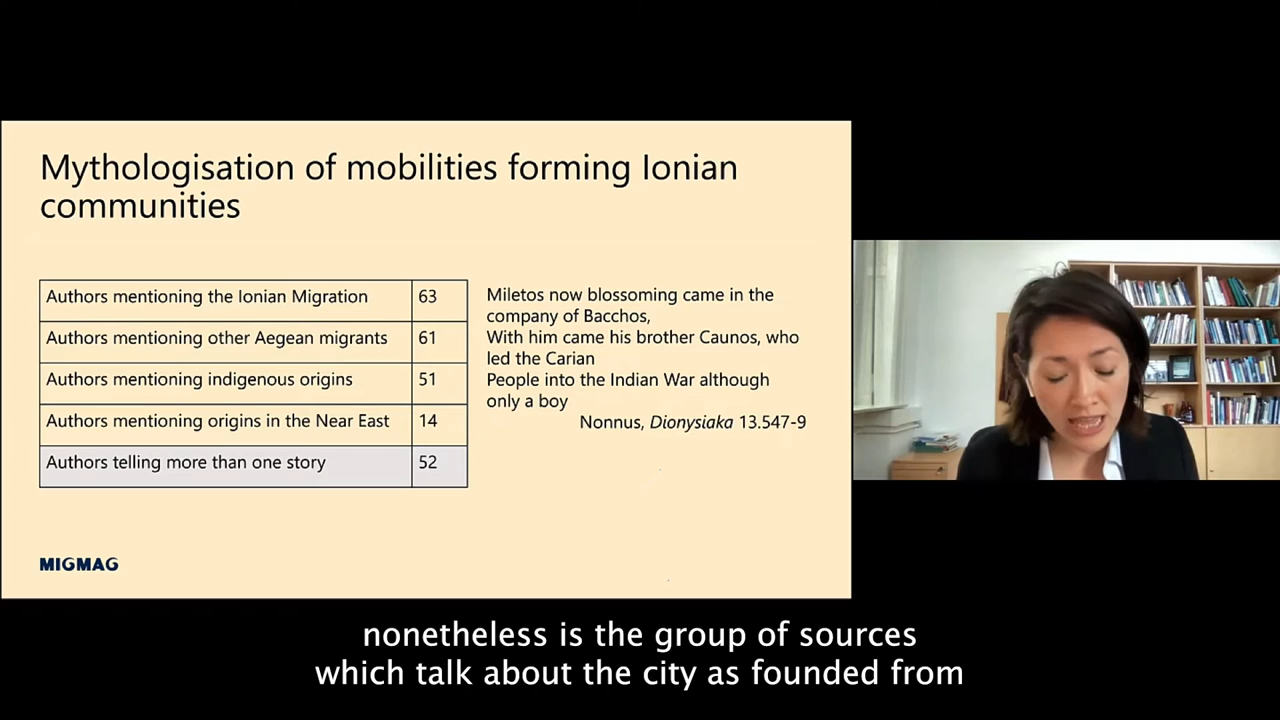 Mythologisation of mobilities forming Ionian
communities
Authors mentioning the Ionian Migration 63
Authors mentioning other Aegean migrants 61
Authors mentioning indigenous origins 51
Authors mentioning origins in the Near East 14
Authors telling more than one story 52
Miletos now blossoming came in the
company of Bacchos,
With him came his brother Caunos, who
led the Carian
People into the Indian War although
only a boy
Nonnus, Dionysiaka 13.547-9
MIGMAG
nonetheless is the group of sources
which talk about the city as founded from